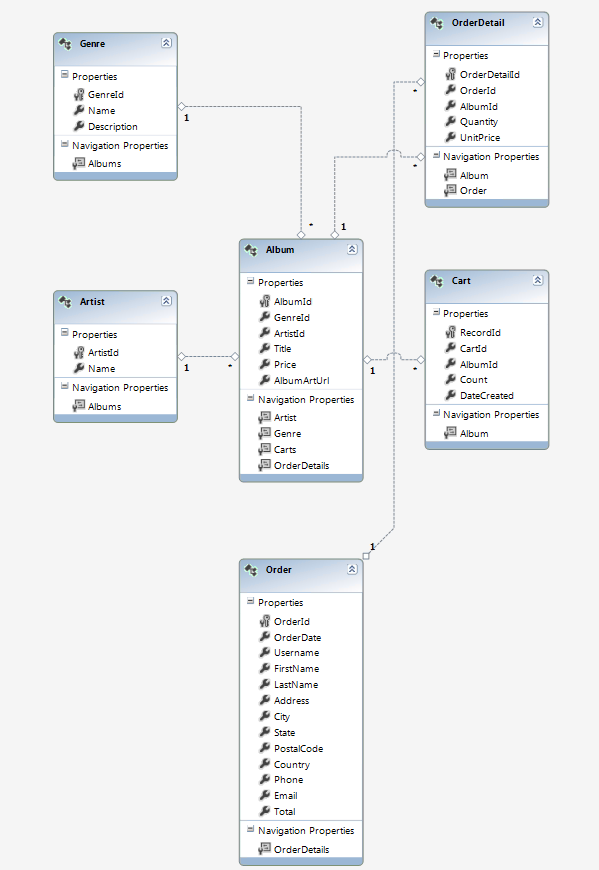 Genre
Properties
GenreId
Name
Description
Navigation Properties
Albums
1
*
OrderDetail
Properties
OrderDetailId
OrderId
AlbumId
Quantity
UnitPrice
Navigation Properties
Album
Order
*
*
1
Album
Properties
AlbumId
GenreId
ArtistId
Title
Price
AlbumArtUrl
Navigation Properties
Artist
Genre
Carts
OrderDetails
Artist
Properties
ArtistId
Name
Navigation Properties
Albums
1
*
1
*
Cart
Properties
RecordId
CartId
AlbumId
Count
DateCreated
Navigation Properties
Album
1
Order
Properties
OrderId
OrderDate
Username
FirstName
LastName
Address
City
State
PostalCode
Country
Phone
Email
Total
Navigation Properties
OrderDetails